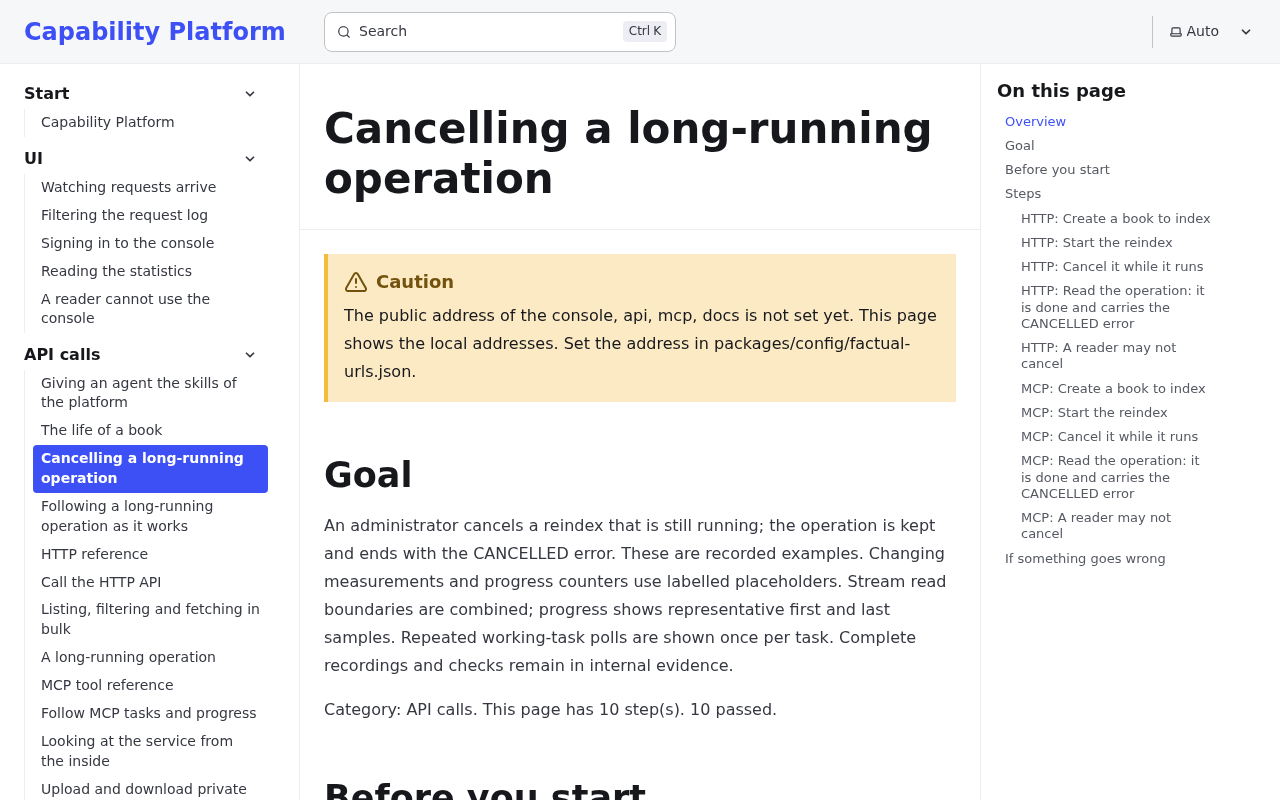 Capability Platform
Search
Ctrl K
Auto
Start
Capability Platform
UI
Watching requests arrive
Filtering the request log
Signing in to the console
Reading the statistics
A reader cannot use the
console
API calls
Giving an agent the skills of
the platform
The life of a book
Cancelling a long-running
operation
Following a long-running
operation as it works
HTTP reference
Call the HTTP API
Listing, filtering and fetching in
bulk
A long-running operation
MCP tool reference
Follow MCP tasks and progress
Looking at the service from
the inside
Upload and download private
Cancelling a long-running
operation
Caution
The public address of the console, api, mcp, docs is not set yet. This page
shows the local addresses. Set the address in packages/config/factual-
urls.json.
Goal
An administrator cancels a reindex that is still running; the operation is kept
and ends with the CANCELLED error. These are recorded examples. Changing
measurements and progress counters use labelled placeholders. Stream read
boundaries are combined; progress shows representative first and last
samples. Repeated working-task polls are shown once per task. Complete
recordings and checks remain in internal evidence.
Category: API calls. This page has 10 step(s). 10 passed.
Before you start
On this page
Overview
Goal
Before you start
Steps
HTTP: Create a book to index
HTTP: Start the reindex
HTTP: Cancel it while it runs
HTTP: Read the operation: it
is done and carries the
CANCELLED error
HTTP: A reader may not
cancel
MCP: Create a book to index
MCP: Start the reindex
MCP: Cancel it while it runs
MCP: Read the operation: it
is done and carries the
CANCELLED error
MCP: A reader may not
cancel
If something goes wrong